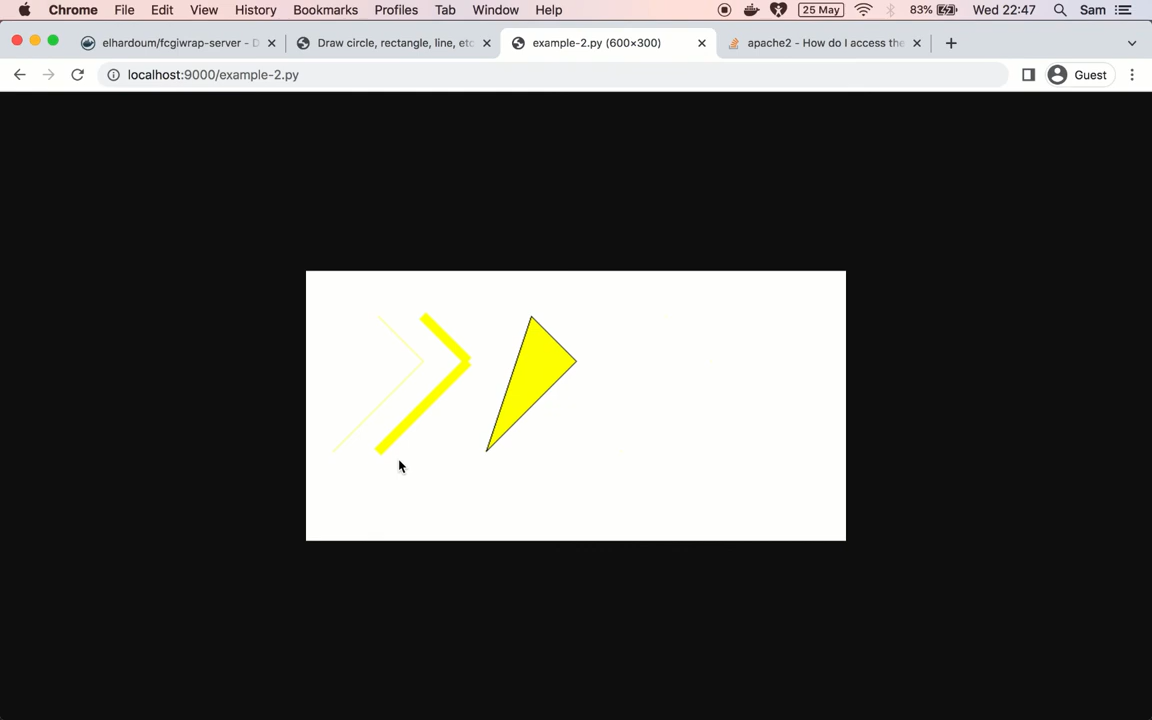 Chrome File Edit View History Bookmarks Profiles Tab Window Help 25 May 83% Wed 22:47 Sam
elhardoum/fcgiwrap-server - D Draw circle, rectangle, line, etc example-2.py (600×300) apache2 - How do I access the
localhost:9000/example-2.py Guest